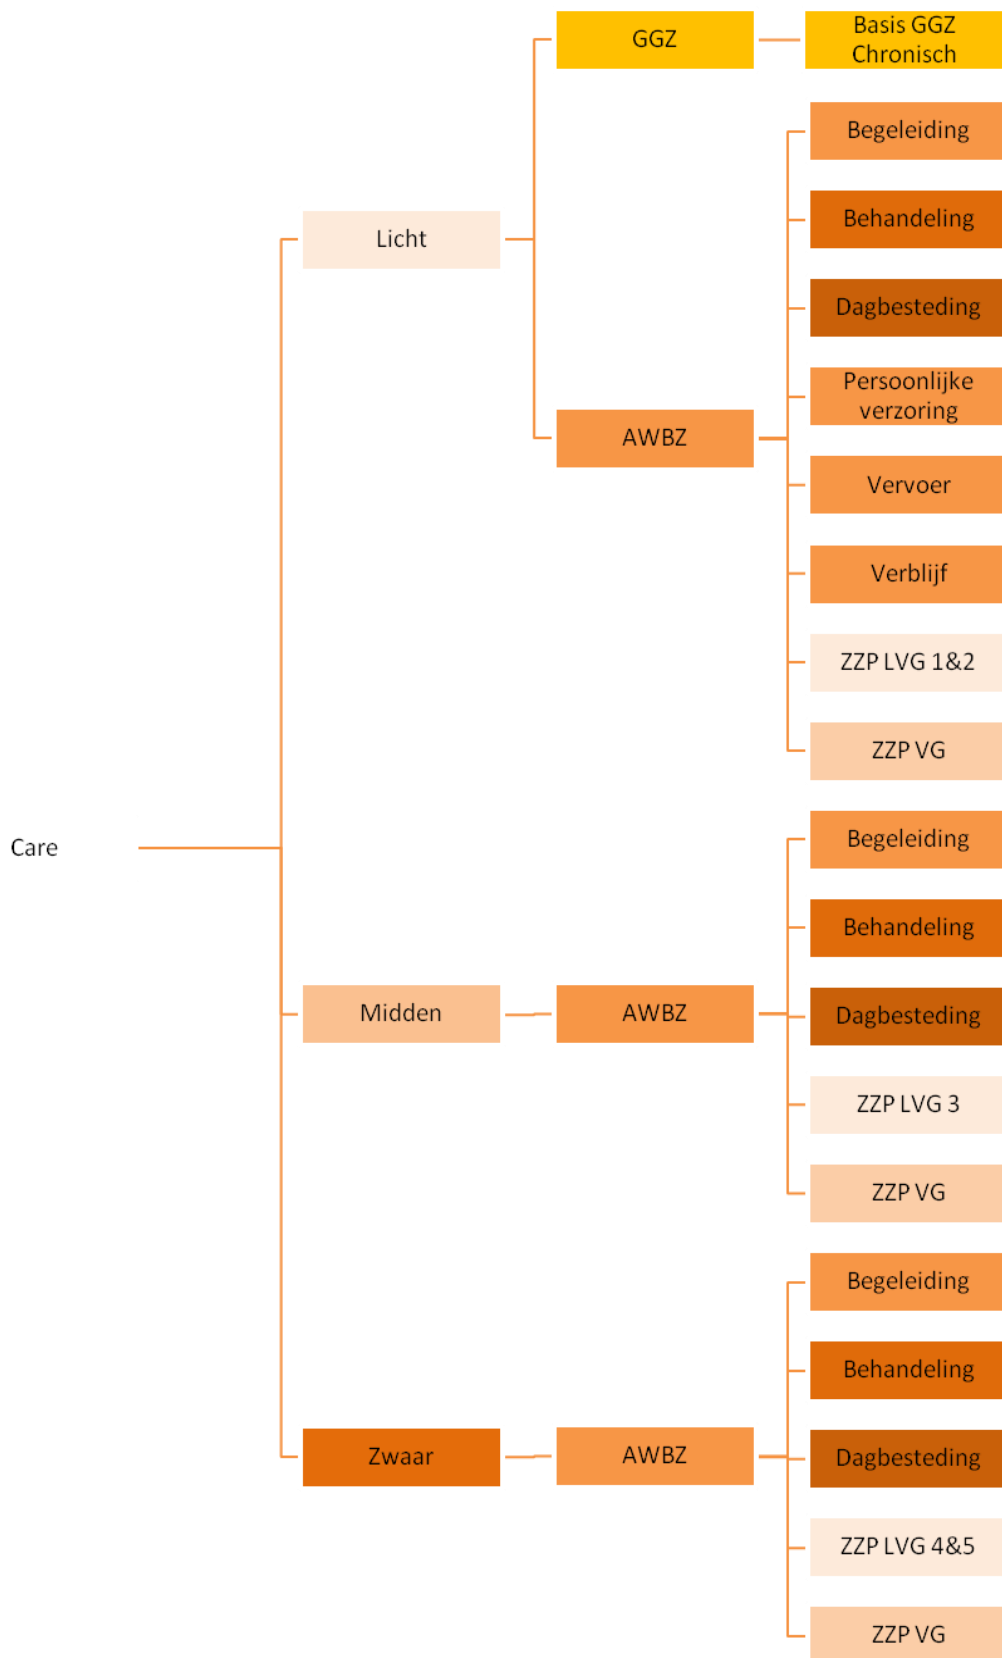 GGZ
Basis GGZ
Chronisch
Begeleiding
Licht
Behandeling
Dagbesteding
Persoonlijke
verzoring
AWBZ
Vervoer
Verblijf
ZZP LVG 1&2
ZZP VG
Care
Begeleiding
Behandeling
Midden
AWBZ
Dagbesteding
ZZP LVG 3
ZZP VG
Begeleiding
Behandeling
Zwaar
AWBZ
Dagbesteding
ZZP LVG 4&5
ZZP VG